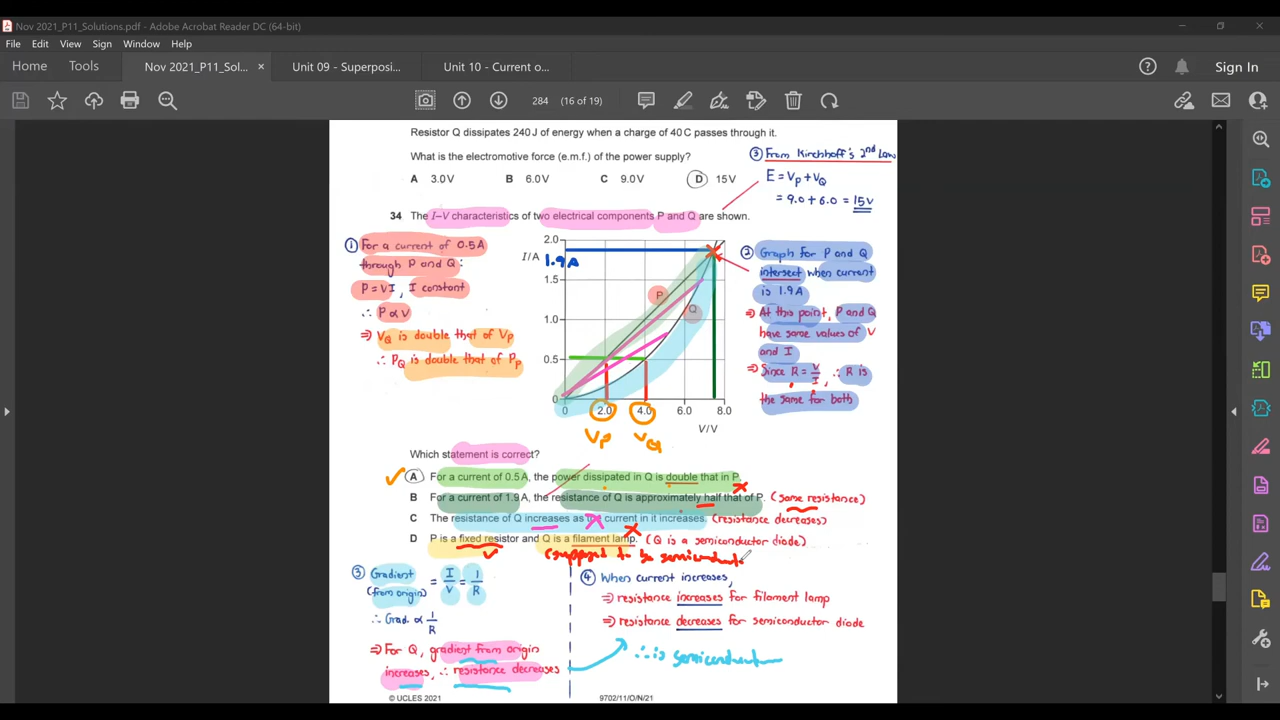 Nov 2021_P11_Solutions.pdf - Adobe Acrobat Reader DC (64-bit)
File Edit View Sign Window Help
Home Tools Nov 2021_P11_Sol... × Unit 09 - Superposi... Unit 10 - Current o... Sign In
284 (16 of 19)
Resistor Q dissipates 240 J of energy when a charge of 40 C passes through it.
What is the electromotive force (e.m.f.) of the power supply?
A 3.0 V B 6.0 V C 9.0 V D 15 V
③ From Kirchhoff's 2nd Law
E = VP + VQ
= 9.0 + 6.0 = 15V
34 The I–V characteristics of two electrical components P and Q are shown.
① For a current of 0.5A
through P and Q:
P = VI, I constant
∴ P ∝ V
⇒ VQ is double that of VP
∴ PQ is double that of PP
I / A
2.0
1.9A
1.5
1.0
0.5
0
P
Q
0 2.0 4.0 6.0 8.0
V / V
VP VQ
② Graph for P and Q
intersect when current
is 1.9A
⇒ At this point, P and Q
have same values of V
and I
⇒ Since R = V/I, ∴ R is
the same for both
Which statement is correct?
A For a current of 0.5 A, the power dissipated in Q is double that in P.
B For a current of 1.9 A, the resistance of Q is approximately half that of P. (same resistance)
C The resistance of Q increases as the current in it increases. (resistance decreases)
D P is a fixed resistor and Q is a filament lamp. (Q is a semiconductor diode)
(supposed to be semiconduct
③ Gradient (from origin) = I/V = 1/R
∴ Grad. ∝ 1/R
⇒ For Q, gradient from origin
increases, ∴ resistance decreases
④ When current increases,
⇒ resistance increases for filament lamp
⇒ resistance decreases for semiconductor diode
∴ is semiconduct
© UCLES 2021 9702/11/O/N/21